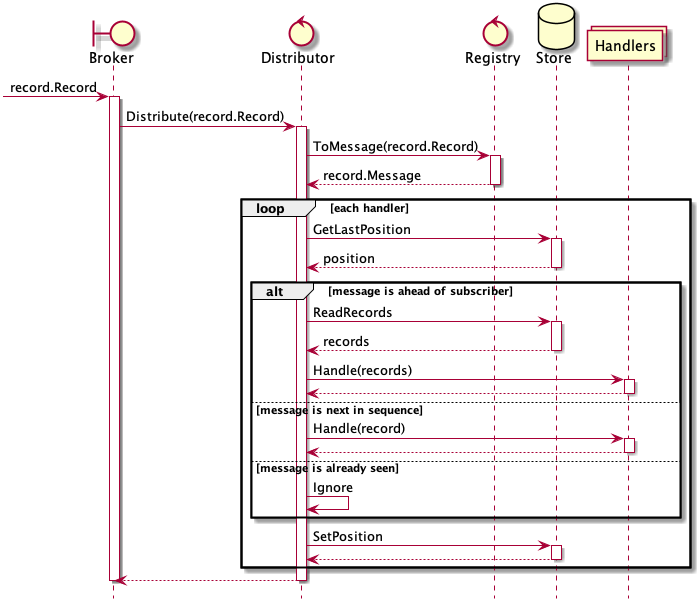 Broker
Distributor
Registry
Store
Handlers
record.Record
Distribute(record.Record)
ToMessage(record.Record)
record.Message
loop [each handler]
GetLastPosition
position
alt [message is ahead of subscriber]
ReadRecords
records
Handle(records)
[message is next in sequence]
Handle(record)
[message is already seen]
Ignore
SetPosition